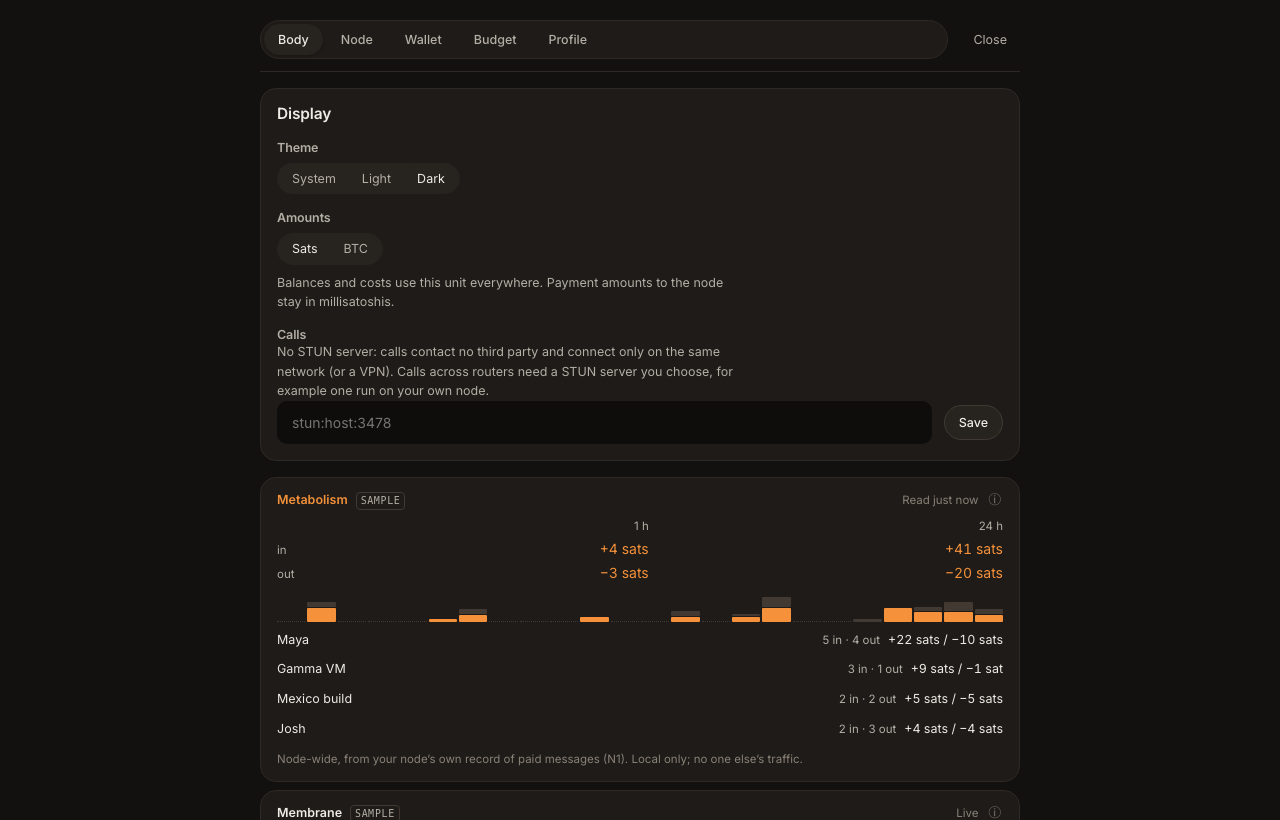 Body Node Wallet Budget Profile Close
Display
Theme
System Light Dark
Amounts
Sats BTC
Balances and costs use this unit everywhere. Payment amounts to the node
stay in millisatoshis.
Calls
No STUN server: calls contact no third party and connect only on the same
network (or a VPN). Calls across routers need a STUN server you choose, for
example one run on your own node.
stun:host:3478 Save
Metabolism SAMPLE Read just now ⓘ
1 h 24 h
in +4 sats +41 sats
out −3 sats −20 sats
Maya 5 in · 4 out +22 sats / −10 sats
Gamma VM 3 in · 1 out +9 sats / −1 sat
Mexico build 2 in · 2 out +5 sats / −5 sats
Josh 2 in · 3 out +4 sats / −4 sats
Node-wide, from your node’s own record of paid messages (N1). Local only; no one else’s traffic.
Membrane SAMPLE Live ⓘ